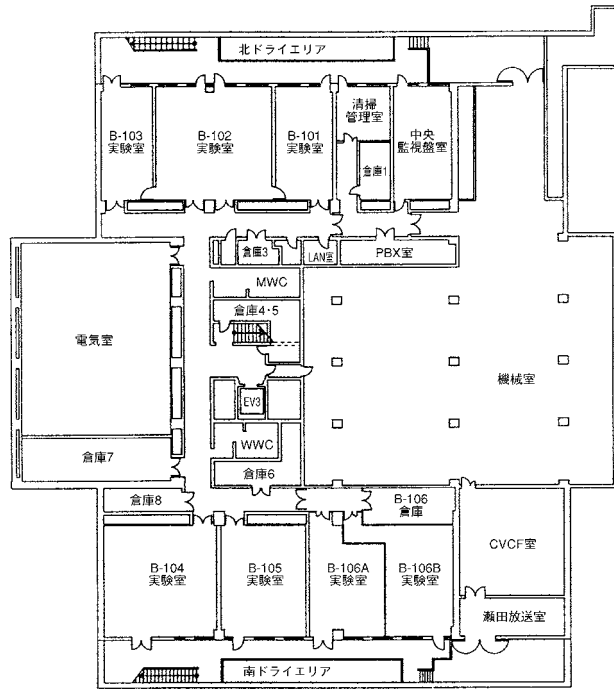 北ドライエリア
B-103
実験室
B-102
実験室
B-101
実験室
清掃
管理室
倉庫1
中央
監視盤室
倉庫3
LAN室
PBX室
MWC
倉庫4・5
電気室
機械室
EV3
WWC
倉庫7
倉庫6
倉庫8
B-106
倉庫
CVCF室
B-104
実験室
B-105
実験室
B-106A
実験室
B-106B
実験室
瀬田放送室
南ドライエリア